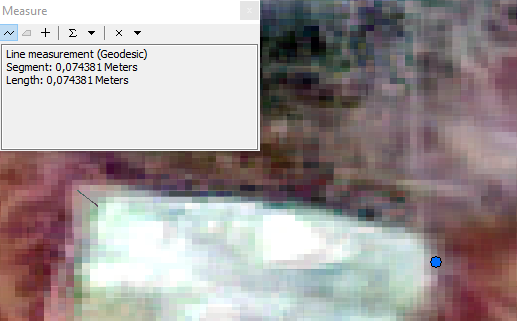 Measure
Line measurement (Geodesic)
Segment: 0,074381 Meters
Length: 0,074381 Meters